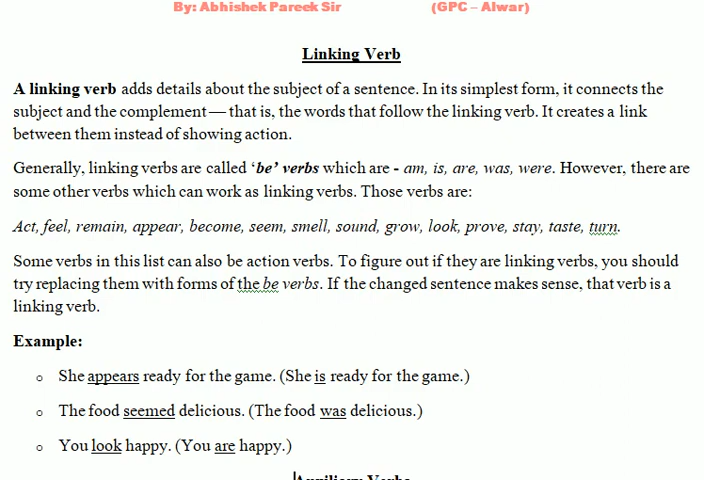 By: Abhishek Pareek Sir (GPC – Alwar)
Linking Verb
A linking verb adds details about the subject of a sentence. In its simplest form, it connects the
subject and the complement — that is, the words that follow the linking verb. It creates a link
between them instead of showing action.
Generally, linking verbs are called ‘be’ verbs which are - am, is, are, was, were. However, there are
some other verbs which can work as linking verbs. Those verbs are:
Act, feel, remain, appear, become, seem, smell, sound, grow, look, prove, stay, taste, turn.
Some verbs in this list can also be action verbs. To figure out if they are linking verbs, you should
try replacing them with forms of the be verbs. If the changed sentence makes sense, that verb is a
linking verb.
Example:
o She appears ready for the game. (She is ready for the game.)
o The food seemed delicious. (The food was delicious.)
o You look happy. (You are happy.)
Auxiliary Verbs